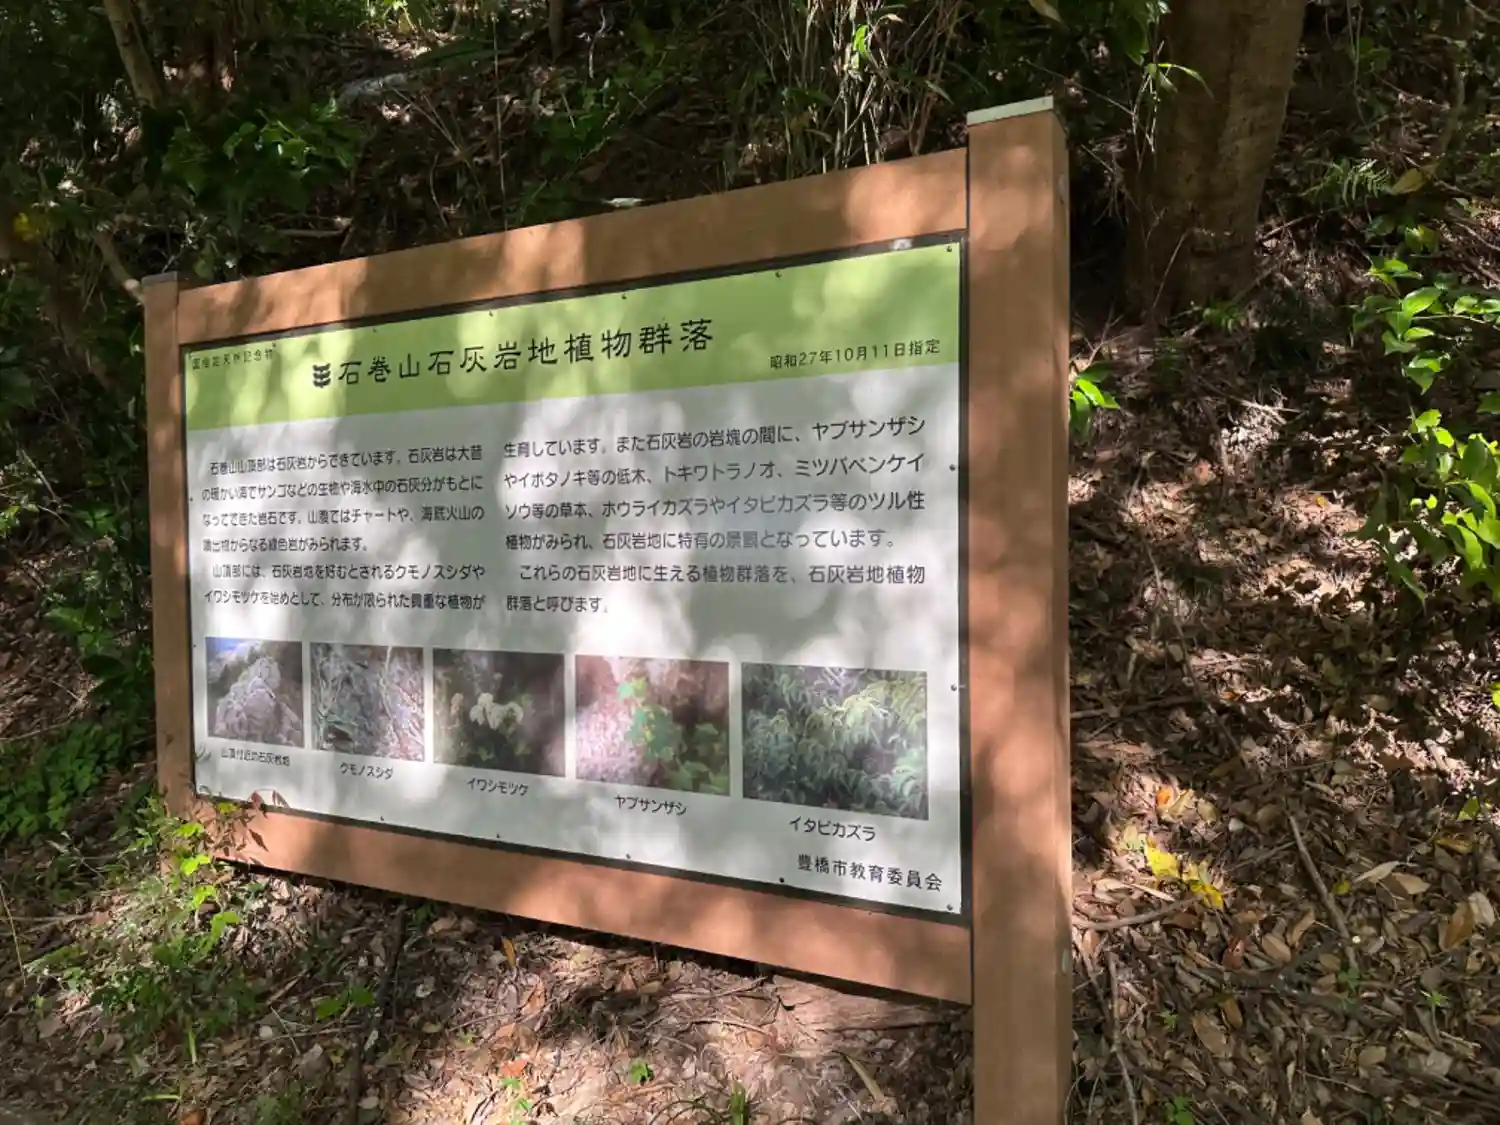 国指定天然記念物
石巻山石灰岩地植物群落
昭和27年10月11日指定
石巻山山頂部は石灰岩からできています。石灰岩は大昔
の暖かい海でサンゴなどの生物や海水中の石灰分がもとに
なってできた岩石です。山腹ではチャートや、海底火山の
噴出物からなる緑色岩がみられます。
山頂部には、石灰岩地を好むとされるクモノスシダや
イワシモツケを始めとして、分布が限られた貴重な植物が
生育しています。また石灰岩の岩塊の間に、ヤブサンザシ
やイボタノキ等の低木、トキワトラノオ、ミツバベンケイ
ソウ等の草本、ホウライカズラやイタビカズラ等のツル性
植物がみられ、石灰岩地に特有の景観となっています。
これらの石灰岩地に生える植物群落を、石灰岩地植物
群落と呼びます。
山頂付近の石灰岩地
クモノスシダ
イワシモツケ
ヤブサンザシ
イタビカズラ
豊橋市教育委員会